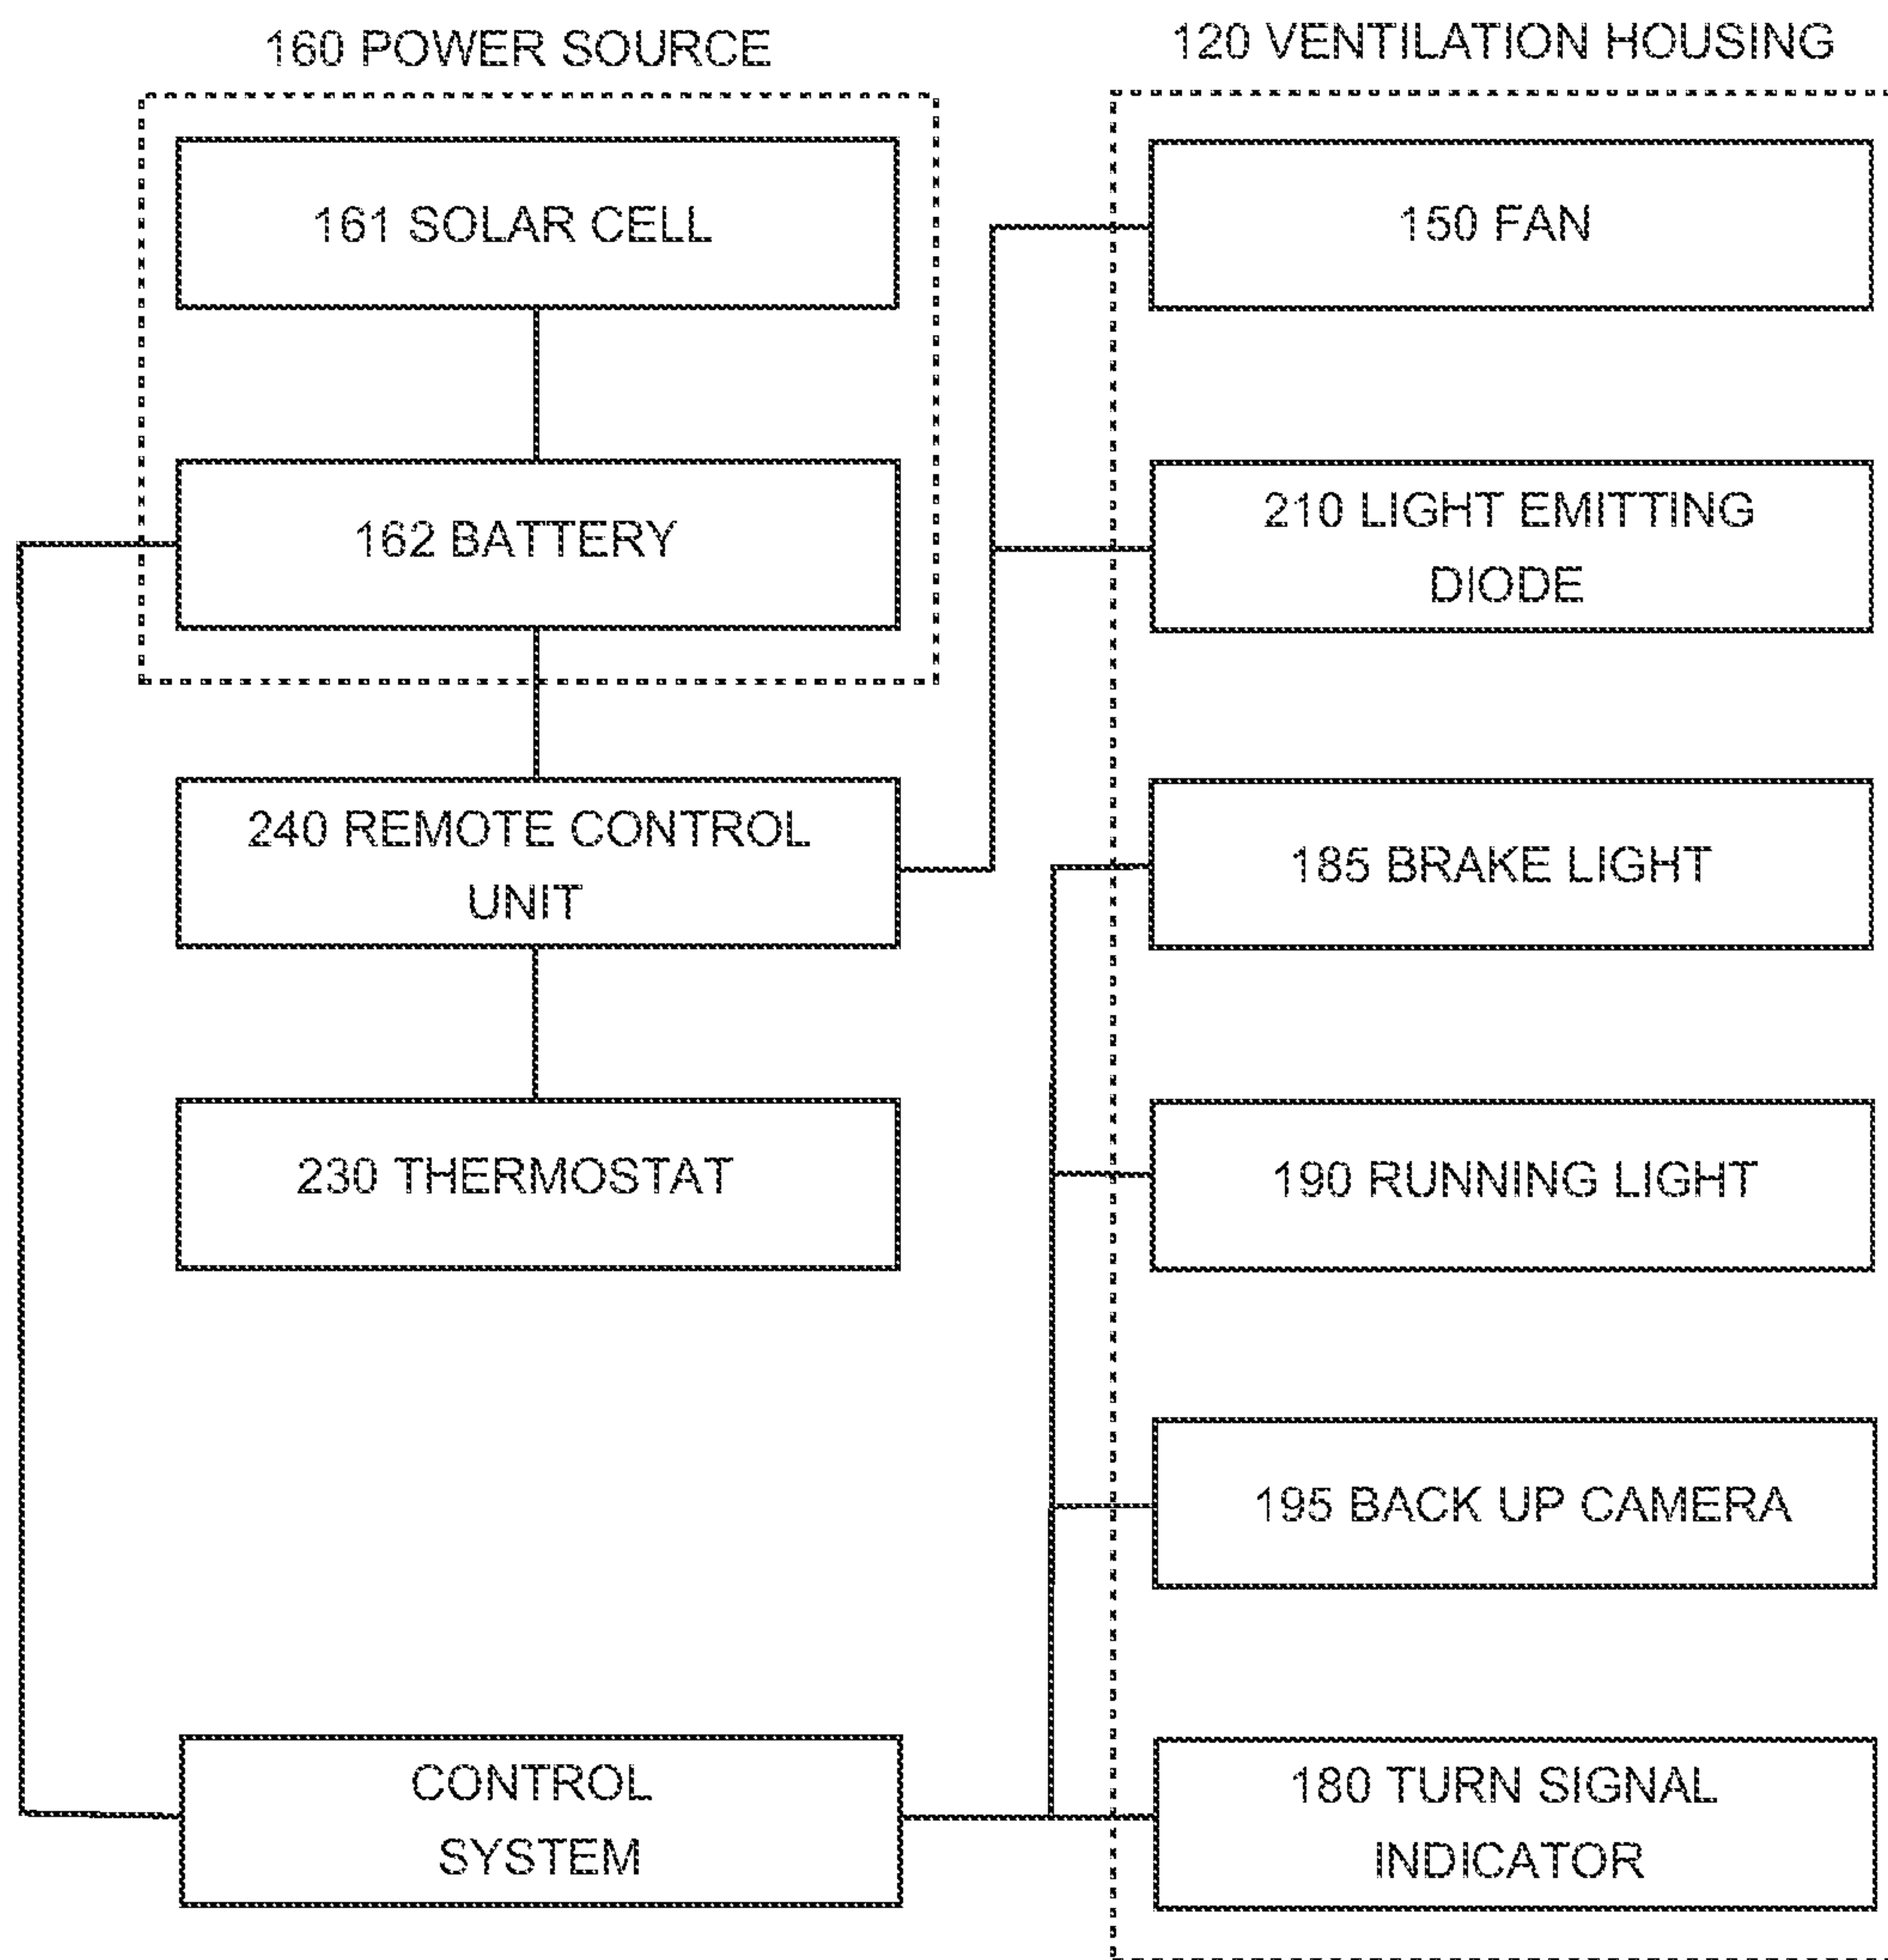 160 POWER SOURCE
161 SOLAR CELL
162 BATTERY
240 REMOTE CONTROL
UNIT
230 THERMOSTAT
CONTROL
SYSTEM
120 VENTILATION HOUSING
150 FAN
210 LIGHT EMITTING
DIODE
185 BRAKE LIGHT
190 RUNNING LIGHT
195 BACK UP CAMERA
180 TURN SIGNAL
INDICATOR